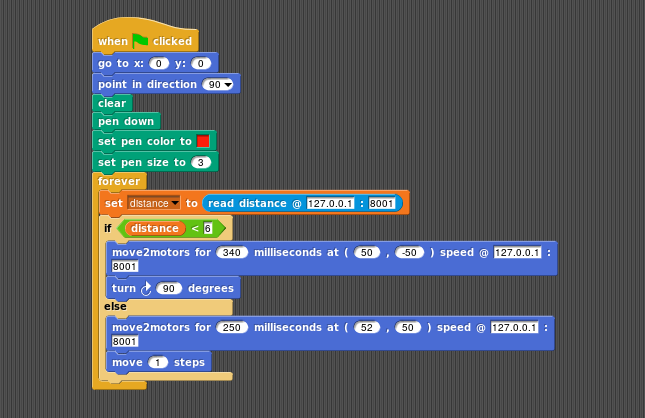 when clicked
go to x: 0 y: 0
point in direction 90
clear
pen down
set pen color to
set pen size to 3
forever
set distance to read distance @ 127.0.0.1 : 8001
if distance < 6
move2motors for 340 milliseconds at ( 50 , -50 ) speed @ 127.0.0.1 :
8001
turn 90 degrees
else
move2motors for 250 milliseconds at ( 52 , 50 ) speed @ 127.0.0.1 :
8001
move 1 steps